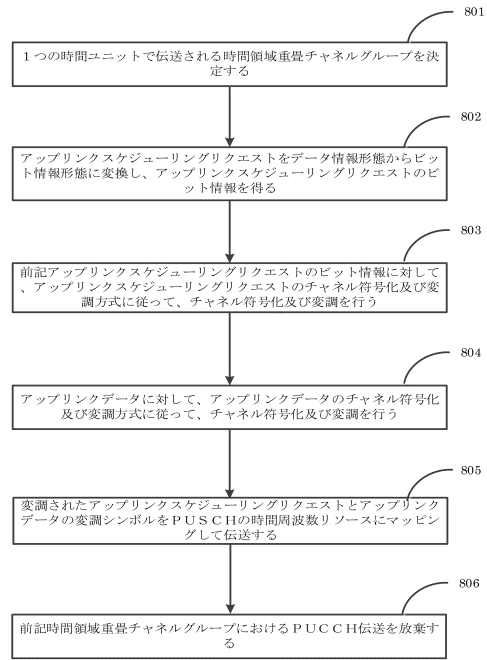 801
1つの時間ユニットで伝送される時間領域重畳チャネルグループを決
定する
802
アップリンクスケジューリングリクエストをデータ情報形態からビッ
ト情報形態に変換し、アップリンクスケジューリングリクエストのビ
ット情報を得る
803
前記アップリンクスケジューリングリクエストのビット情報に対して
、アップリンクスケジューリングリクエストのチャネル符号化及び変
調方式に従って、チャネル符号化及び変調を行う
804
アップリンクデータに対して、アップリンクデータのチャネル符号化
及び変調方式に従って、チャネル符号化及び変調を行う
805
変調されたアップリンクスケジューリングリクエストとアップリンク
データの変調シンボルをPUSCHの時間周波数リソースにマッピン
グして伝送する
806
前記時間領域重畳チャネルグループにおけるPUCCH伝送を放棄す
る